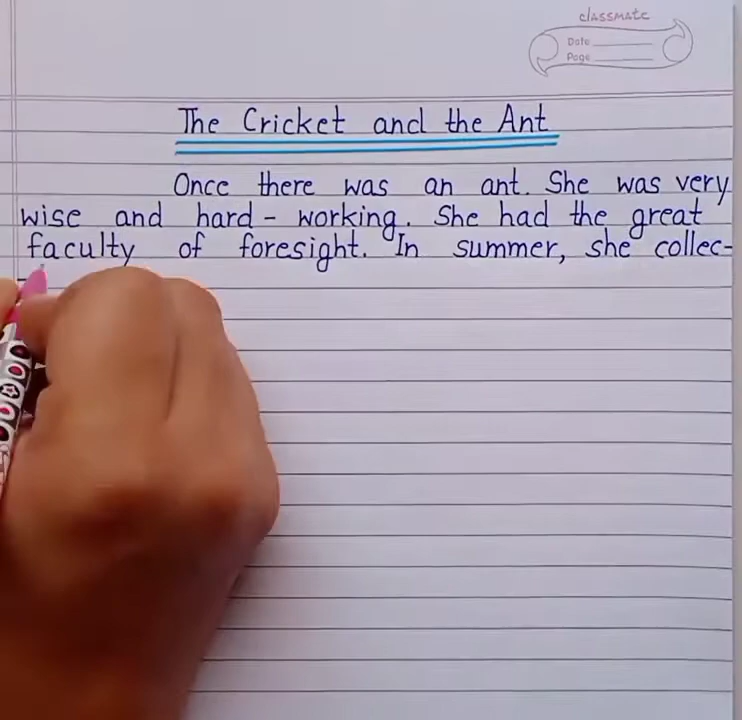 classmate
Date
Page
The Cricket and the Ant
Once there was an ant. She was very
wise and hard - working. She had the great
faculty of foresight. In summer, she collec-